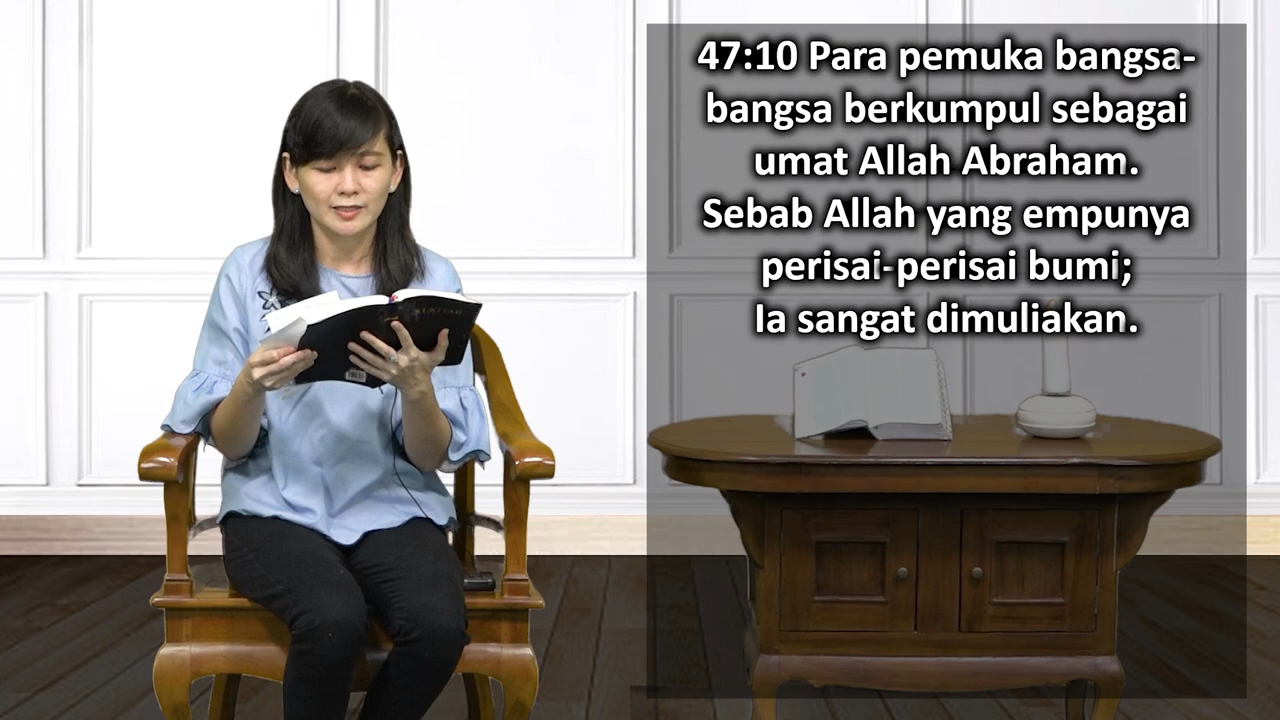 47:10 Para pemuka bangsa-
bangsa berkumpul sebagai
umat Allah Abraham.
Sebab Allah yang empunya
perisai-perisai bumi;
Ia sangat dimuliakan.
ALKITAB